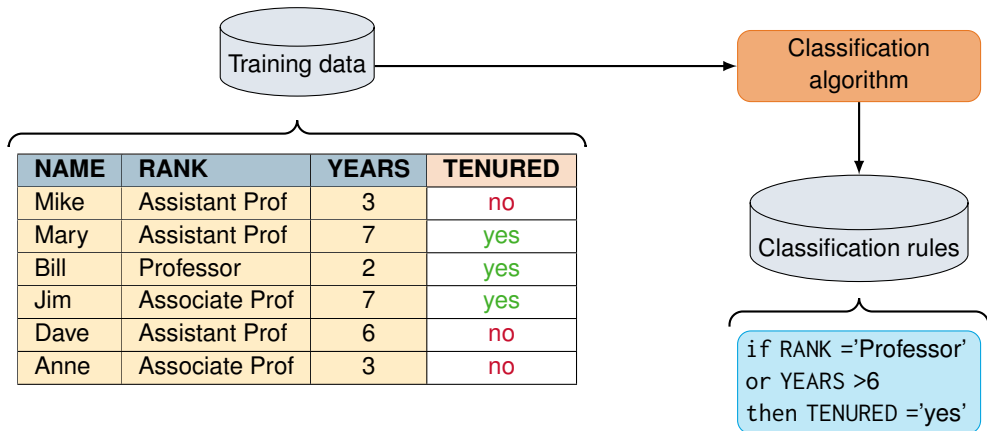 Training data
Classification
algorithm
NAME RANK YEARS TENURED
Mike Assistant Prof 3 no
Mary Assistant Prof 7 yes
Bill Professor 2 yes
Jim Associate Prof 7 yes
Dave Assistant Prof 6 no
Anne Associate Prof 3 no
Classification rules
if RANK =’Professor’
or YEARS >6
then TENURED =’yes’